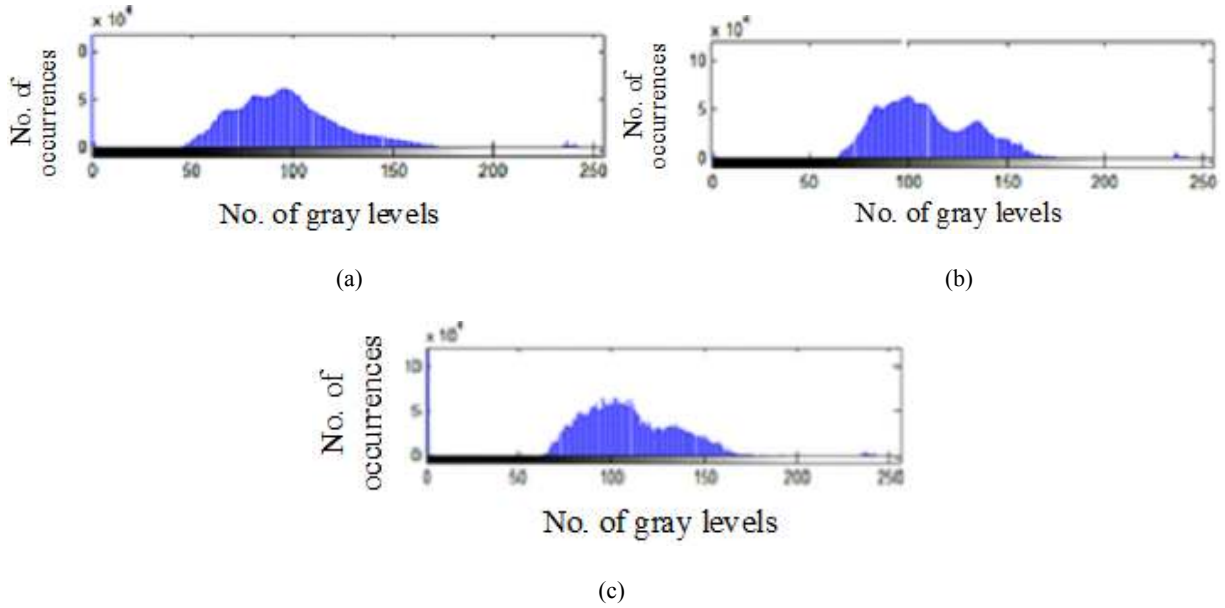 x 10⁴
0
5
0
No. of
occurrences
0 50 100 150 200 250
No. of gray levels
(a)
x 10⁴
10
5
0
No. of
occurrences
0 50 100 150 200 250
No. of gray levels
(b)
x 10⁴
10
5
0
No. of
occurrences
0 50 100 150 200 250
No. of gray levels
(c)